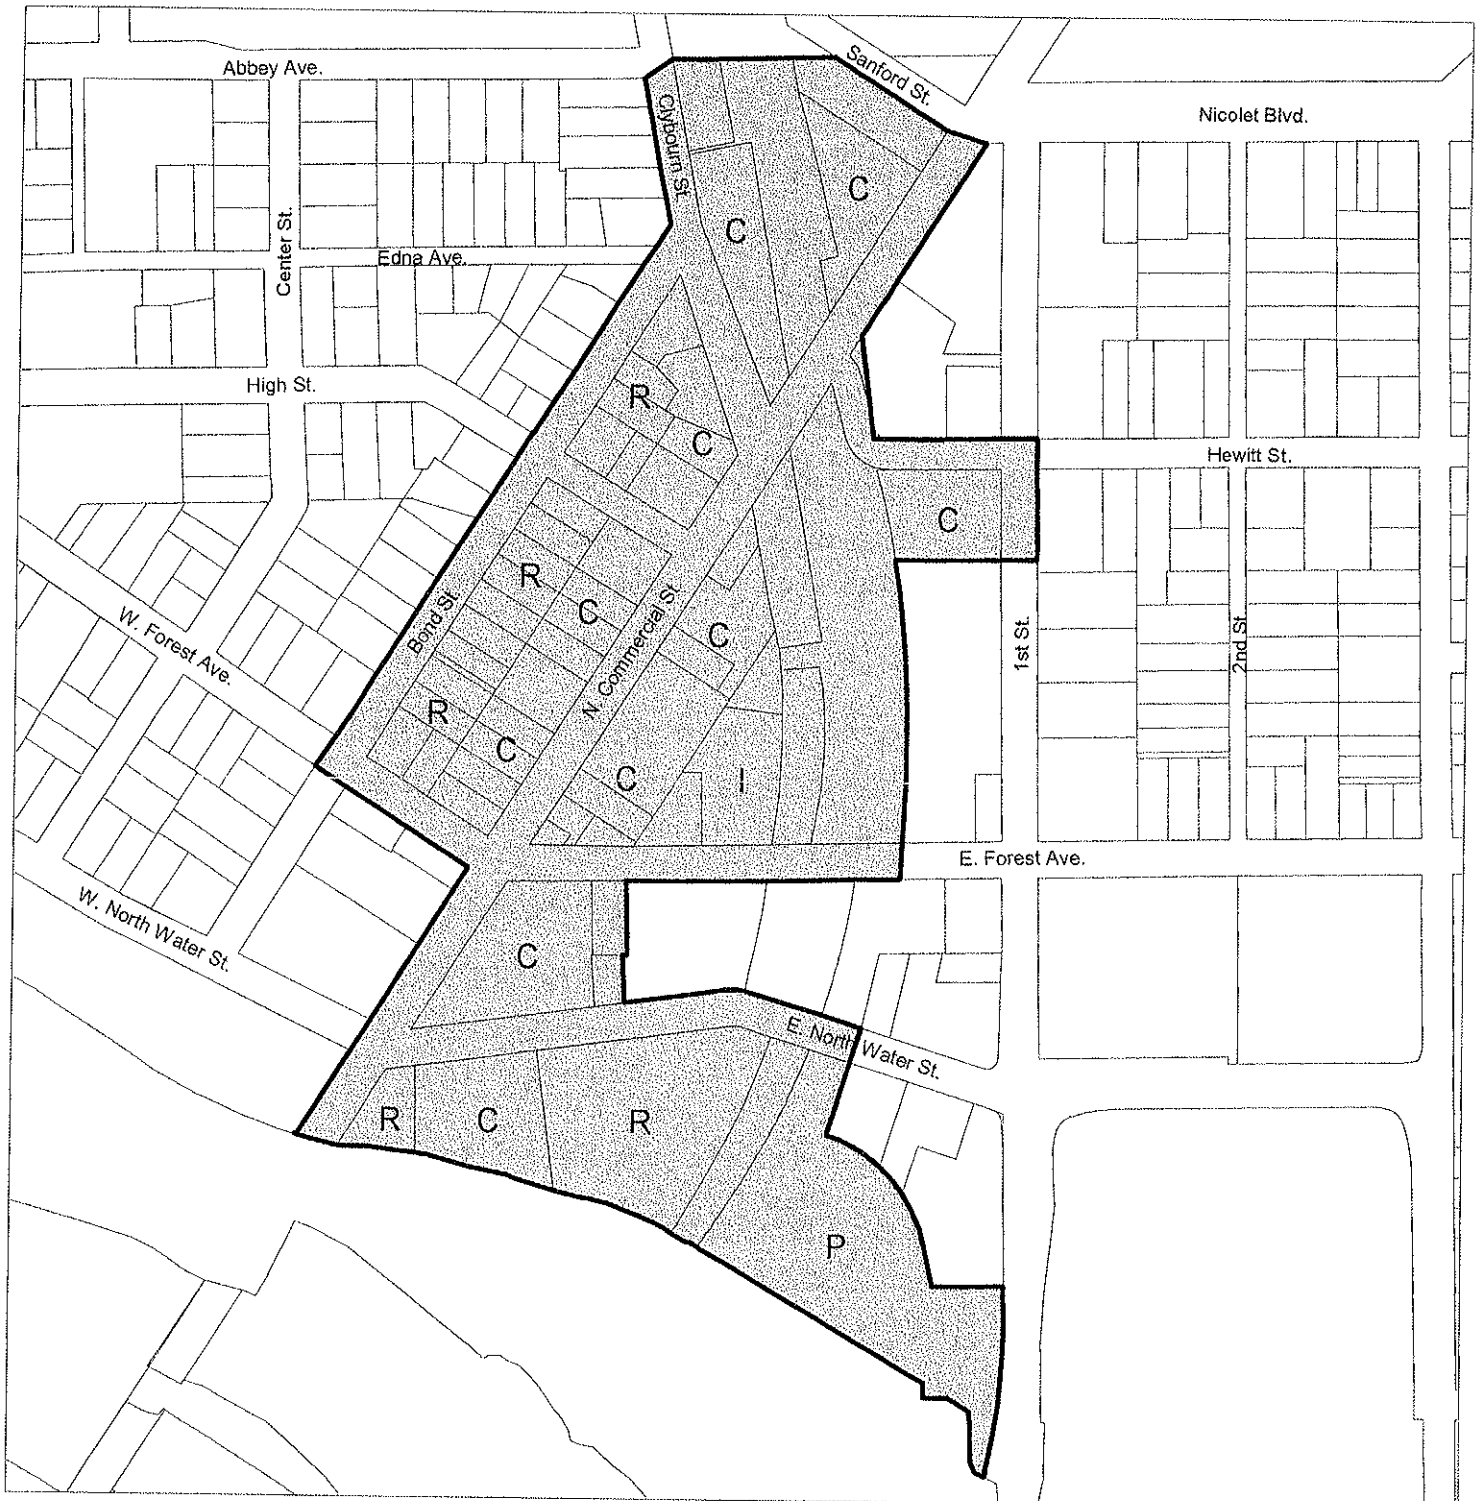 Sanford St.
Abbey Ave.
Nicolet Blvd.
Clybourn St.
C
C
Center St.
Edna Ave.
High St.
R
C
Hewitt St.
C
R
C
Bond St.
N. Commercial St.
C
W. Forest Ave.
1st St.
2nd St.
R
C
C
I
E. Forest Ave.
W. North Water St.
C
E. North Water St.
R
C
R
P